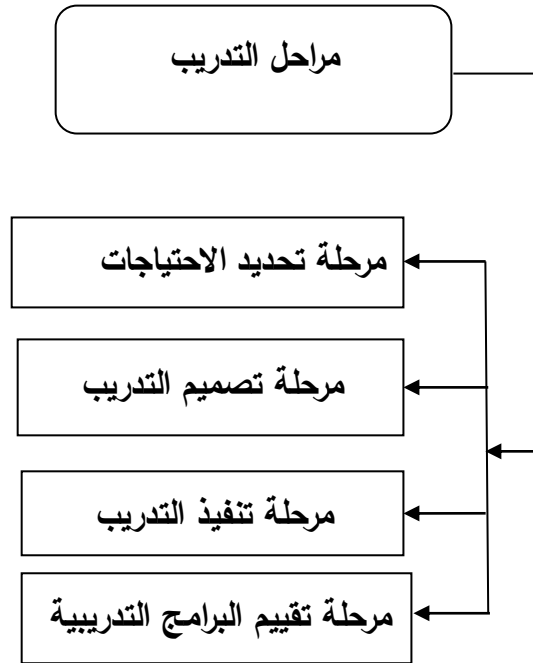 مراحل التدريب
مرحلة تحديد الاحتياجات
مرحلة تصميم التدريب
مرحلة تنفيذ التدريب
مرحلة تقييم البرامج التدريبية